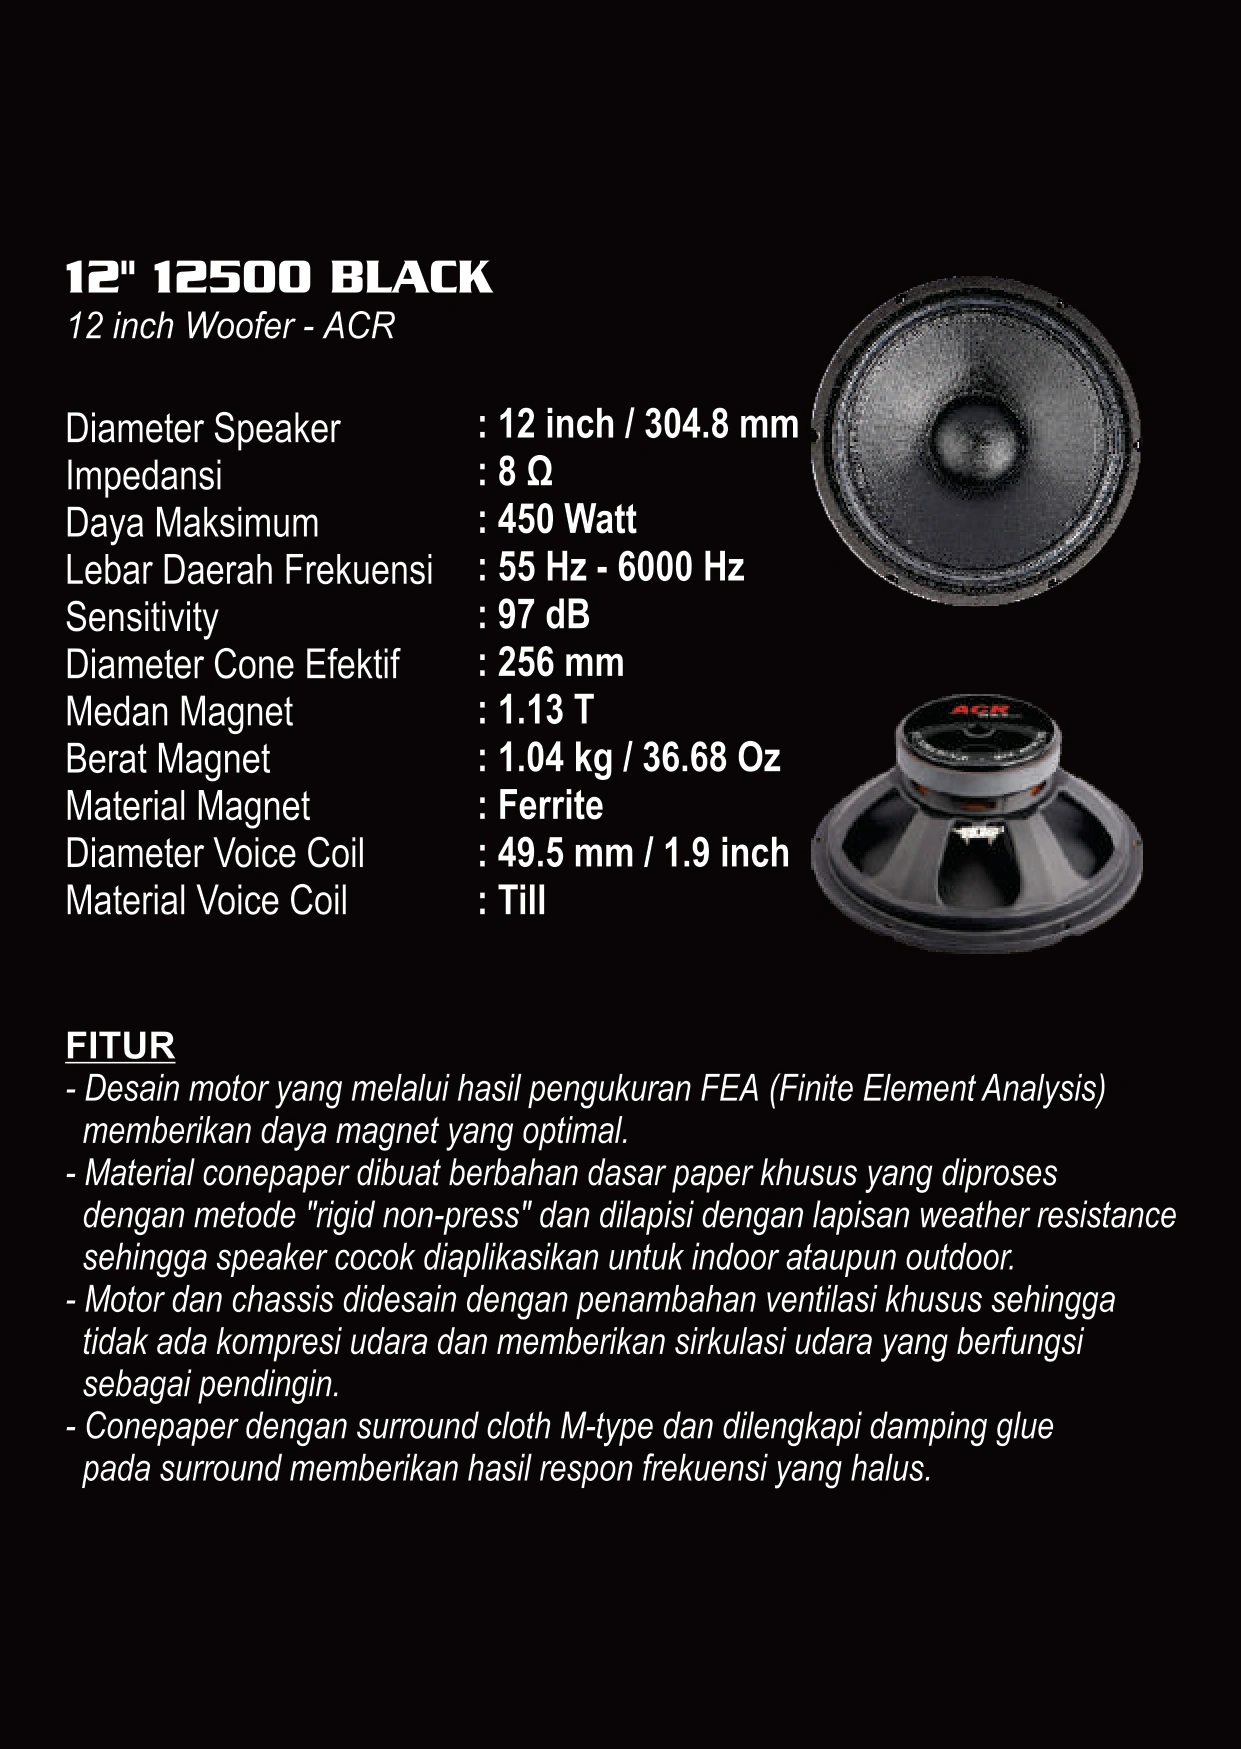 12" 12500 BLACK
12 inch Woofer - ACR
Diameter Speaker : 12 inch / 304.8 mm
Impedansi : 8 Ω
Daya Maksimum : 450 Watt
Lebar Daerah Frekuensi : 55 Hz - 6000 Hz
Sensitivity : 97 dB
Diameter Cone Efektif : 256 mm
Medan Magnet : 1.13 T
Berat Magnet : 1.04 kg / 36.68 Oz
Material Magnet : Ferrite
Diameter Voice Coil : 49.5 mm / 1.9 inch
Material Voice Coil : Till
ACR
FITUR
- Desain motor yang melalui hasil pengukuran FEA (Finite Element Analysis)
memberikan daya magnet yang optimal.
- Material conepaper dibuat berbahan dasar paper khusus yang diproses
dengan metode "rigid non-press" dan dilapisi dengan lapisan weather resistance
sehingga speaker cocok diaplikasikan untuk indoor ataupun outdoor.
- Motor dan chassis didesain dengan penambahan ventilasi khusus sehingga
tidak ada kompresi udara dan memberikan sirkulasi udara yang berfungsi
sebagai pendingin.
- Conepaper dengan surround cloth M-type dan dilengkapi damping glue
pada surround memberikan hasil respon frekuensi yang halus.